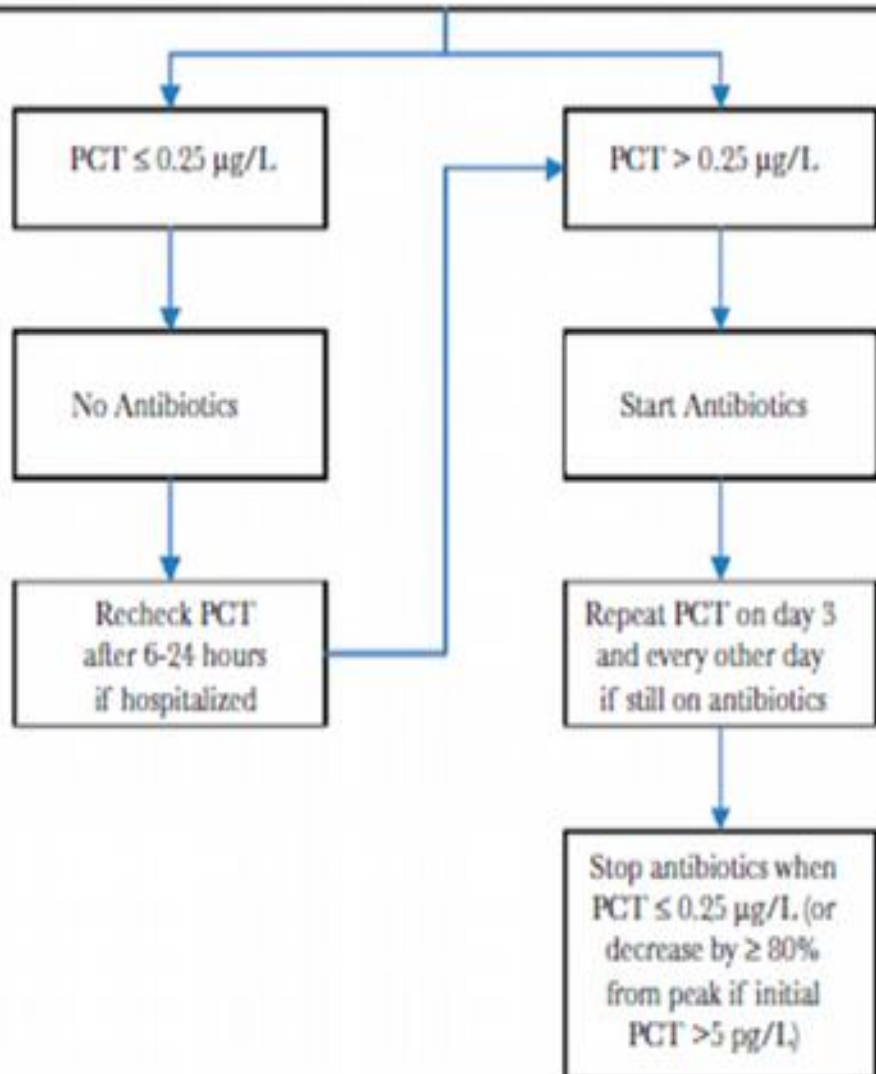 PCT ≤ 0.25 µg/L
PCT > 0.25 µg/L
No Antibiotics
Start Antibiotics
Recheck PCT
after 6-24 hours
if hospitalized
Repeat PCT on day 3
and every other day
if still on antibiotics
Stop antibiotics when
PCT ≤ 0.25 µg/L (or
decrease by ≥ 80%
from peak if initial
PCT >5 pg/L)